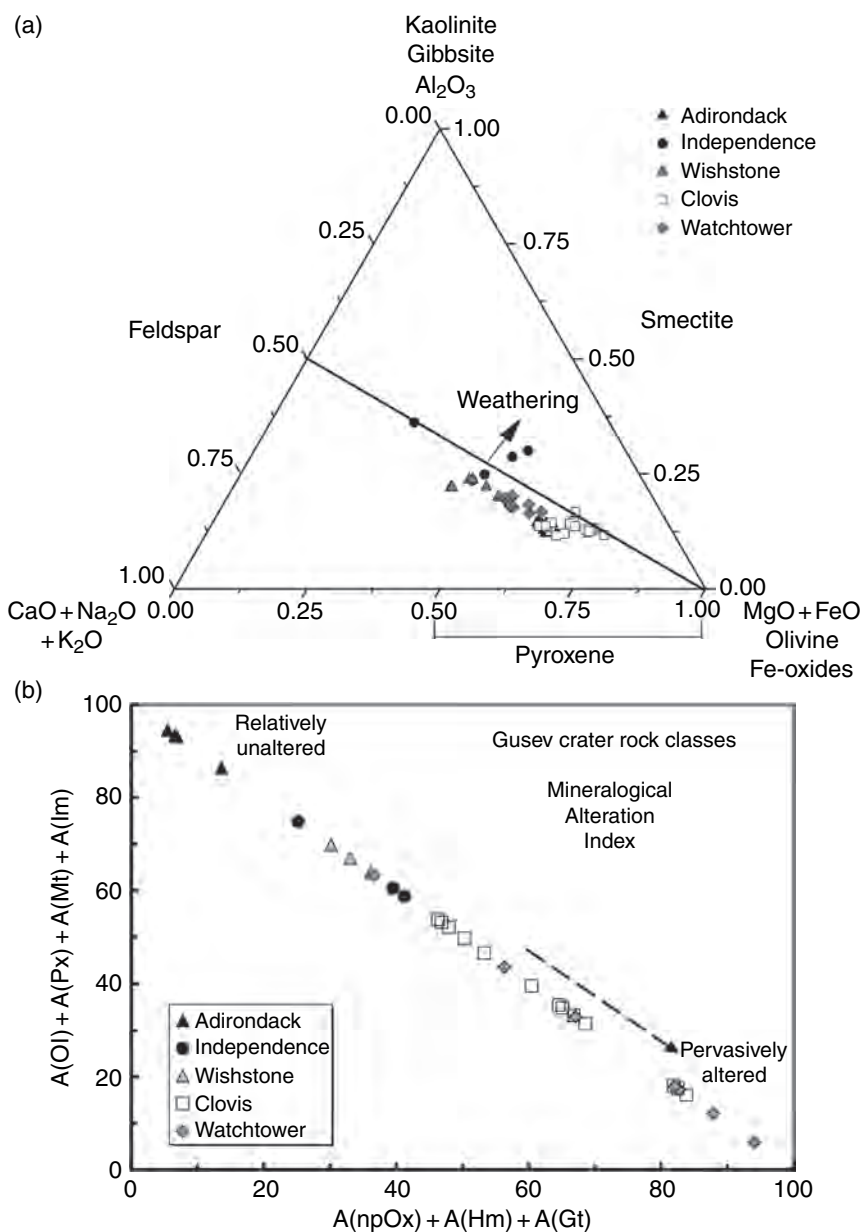 (a)
Kaolinite
Gibbsite
Al₂O₃
0.00 1.00
Adirondack
Independence
Wishstone
Clovis
Watchtower
0.25 0.75
Feldspar Smectite
0.50 0.50
Weathering
0.75 0.25
1.00 0.00
0.00 0.25 0.50 0.75 1.00
CaO + Na₂O
+ K₂O
MgO + FeO
Olivine
Fe-oxides
Pyroxene
(b)
100
80
60
40
20
0
A(Ol) + A(Px) + A(Mt) + A(Im)
Relatively
unaltered
Gusev crater rock classes
Mineralogical
Alteration
Index
Pervasively
altered
Adirondack
Independence
Wishstone
Clovis
Watchtower
0 20 40 60 80 100
A(npOx) + A(Hm) + A(Gt)